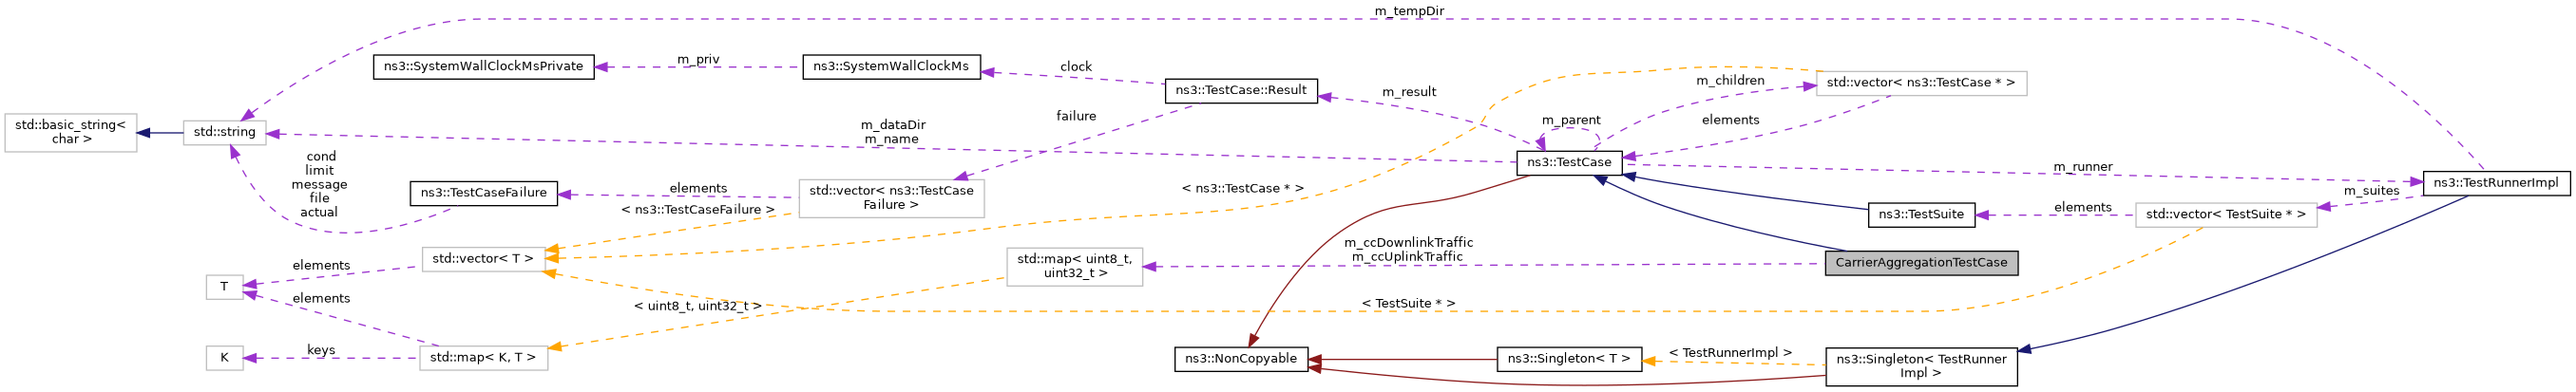 m_tempDir
ns3::SystemWallClockMsPrivate
m_priv
ns3::SystemWallClockMs
clock
ns3::TestCase::Result
m_result
m_children
std::vector< ns3::TestCase * >
failure
elements
std::basic_string<
char >
std::string
m_dataDir
m_name
m_parent
ns3::TestCase
m_runner
ns3::TestRunnerImpl
cond
limit
message
file
actual
ns3::TestCaseFailure
elements
std::vector< ns3::TestCase
Failure >
< ns3::TestCase * >
< ns3::TestCaseFailure >
ns3::TestSuite
elements
std::vector< TestSuite * >
m_suites
std::vector< T >
elements
T
elements
std::map< uint8_t,
uint32_t >
m_ccDownlinkTraffic
m_ccUplinkTraffic
CarrierAggregationTestCase
< uint8_t, uint32_t >
< TestSuite * >
K
keys
std::map< K, T >
ns3::NonCopyable
ns3::Singleton< T >
< TestRunnerImpl >
ns3::Singleton< TestRunner
Impl >